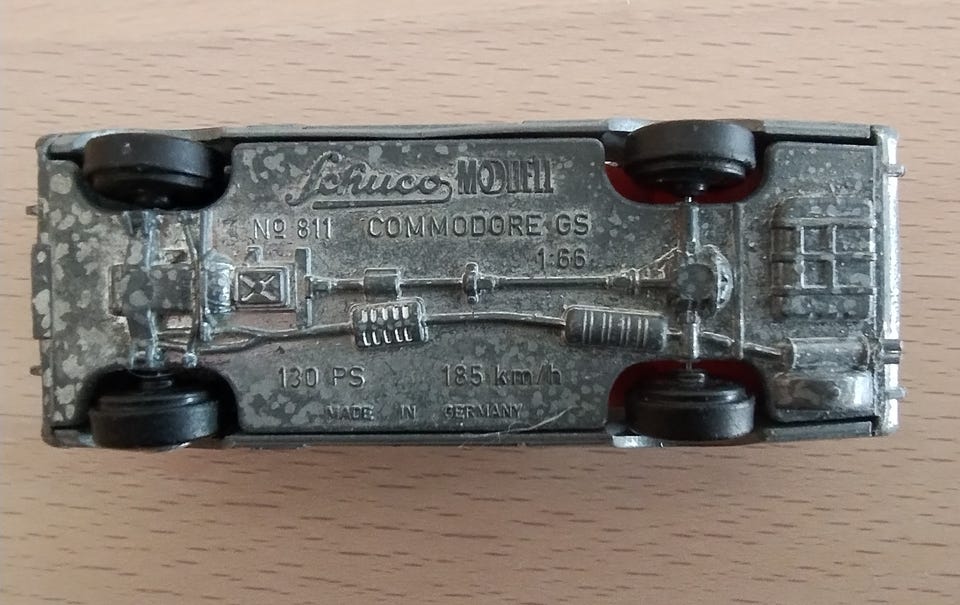 Schuco MODELL
Nº 811 COMMODORE GS
1:66
130 PS 185 km/h
MADE IN GERMANY